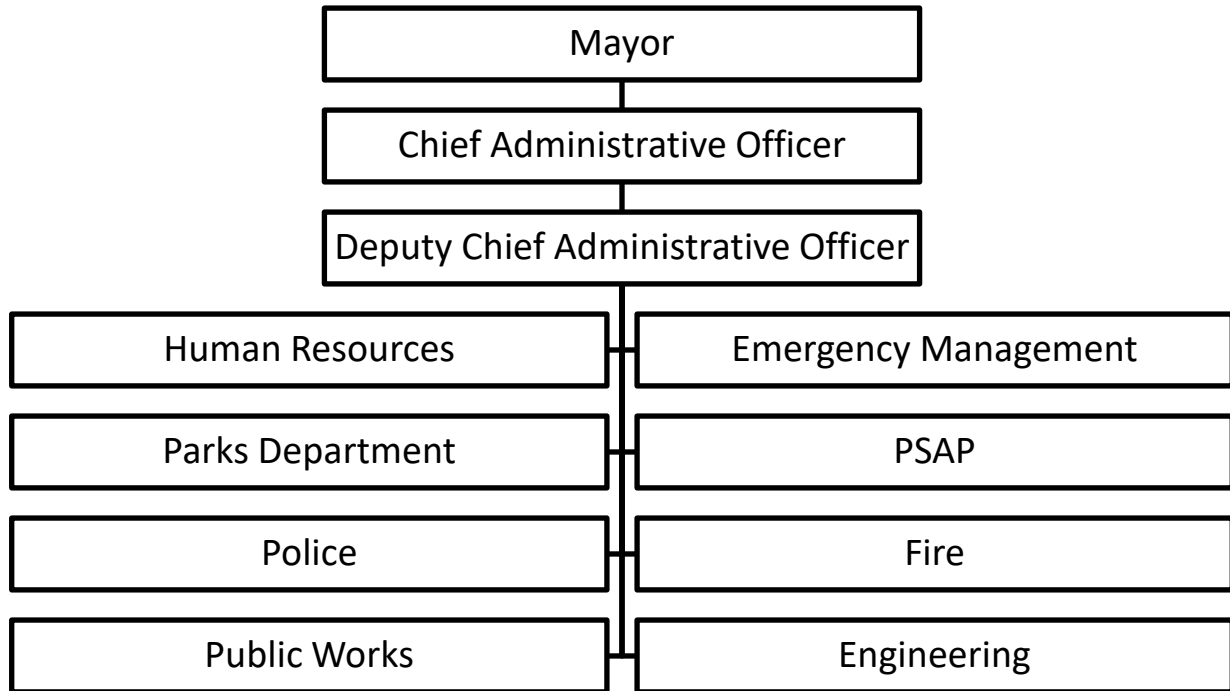 Mayor
Chief Administrative Officer
Deputy Chief Administrative Officer
Human Resources
Emergency Management
Parks Department
PSAP
Police
Fire
Public Works
Engineering